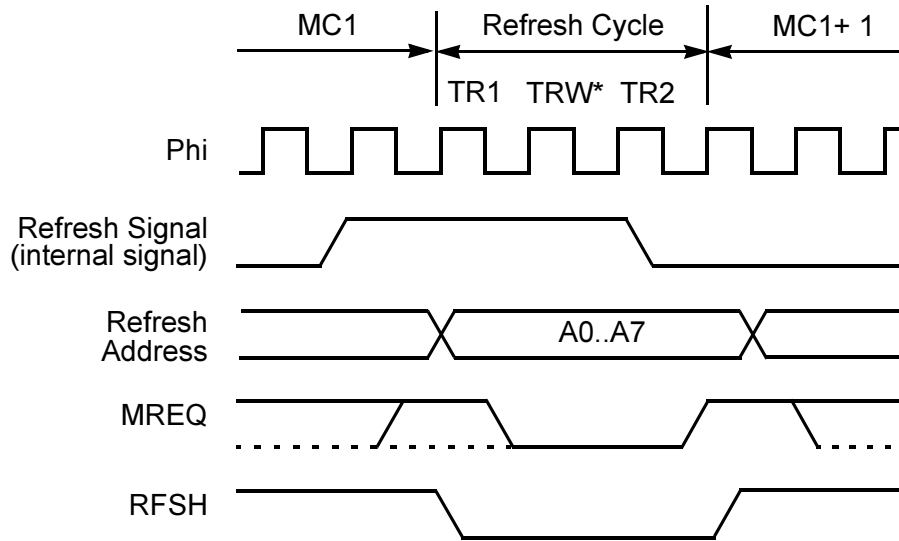 MC1 Refresh Cycle MC1+ 1
TR1 TRW* TR2
Phi
Refresh Signal
(internal signal)
Refresh
Address
A0..A7
MREQ
RFSH